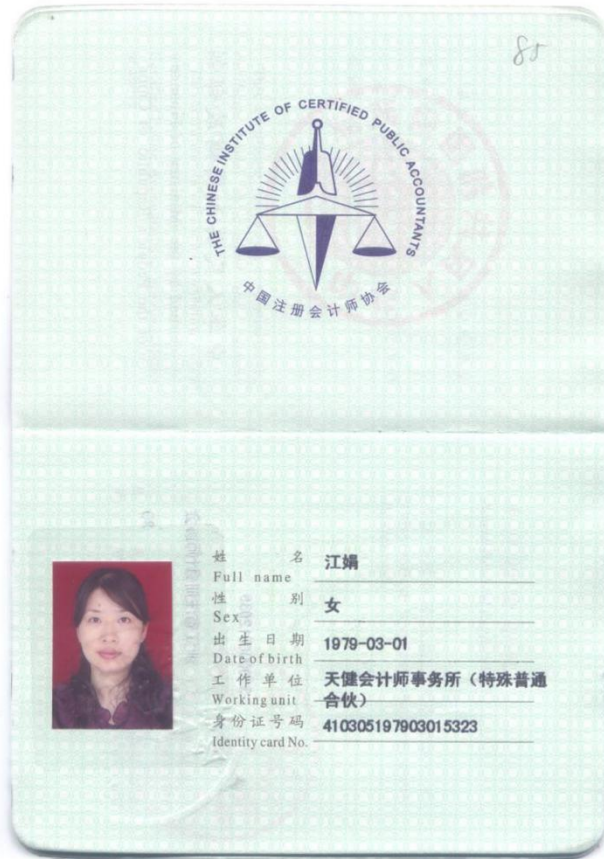 85
THE CHINESE INSTITUTE OF CERTIFIED PUBLIC ACCOUNTANTS
中国注册会计师协会
姓 名 江娟
Full name
性 别 女
Sex
出生日期 1979-03-01
Date of birth
工作单位 天健会计师事务所（特殊普通
Working unit 合伙）
身份证号码 410305197903015323
Identity card No.